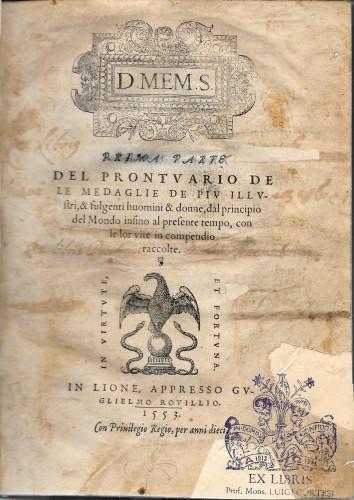 D. MEM. S.
PRIMA PARTE
DEL PRONTVARIO DE
LE MEDAGLIE DE PIV ILLV-
stri, & fulgenti huomini & donne, dal principio
del Mondo insino al presente tempo, con
le lor vite in compendio
raccolte.
IN VIRTVTE,
ET FORTVNA.
IN LIONE, APPRESSO GV-
GLIELMO ROVILLIO.
1553.
Con Priuilegio Regio, per anni dieci
EX LIBRIS
Prof. Mons. LUIGI CORTESI